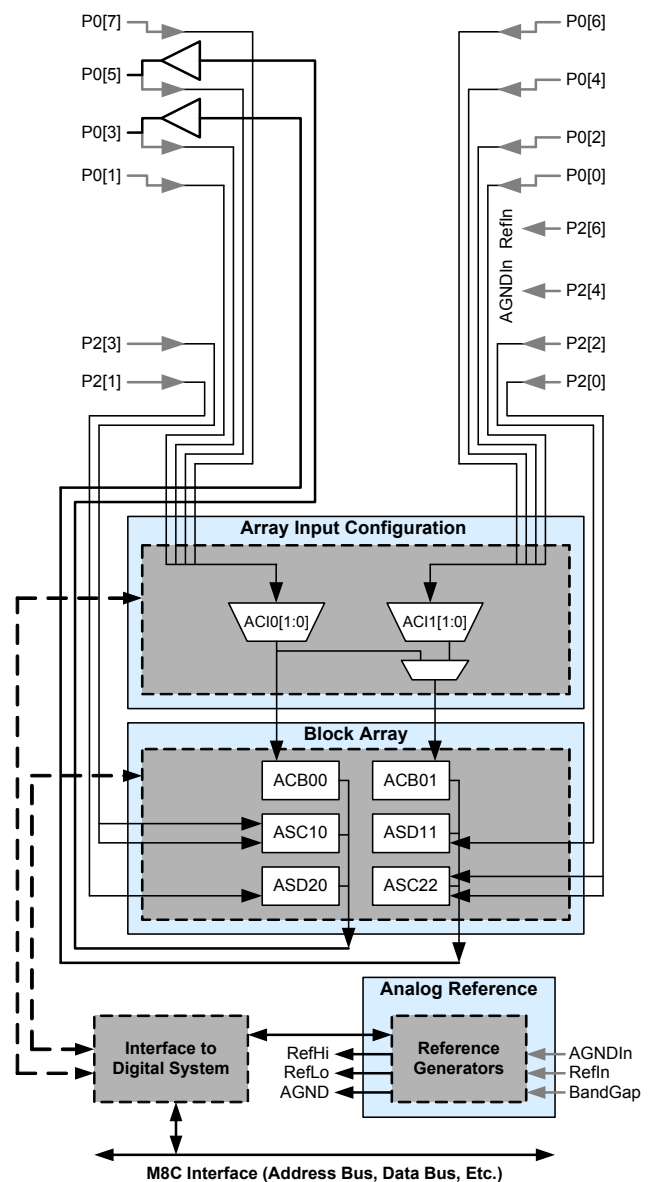 P0[7]
P0[6]
P0[5]
P0[4]
P0[3]
P0[2]
P0[1]
P0[0]
AGNDIn RefIn
P2[6]
P2[4]
P2[3]
P2[2]
P2[1]
P2[0]
Array Input Configuration
ACI0[1:0]
ACI1[1:0]
Block Array
ACB00
ACB01
ASC10
ASD11
ASD20
ASC22
Analog Reference
Interface to
Digital System
RefHi
RefLo
AGND
Reference
Generators
AGNDIn
RefIn
BandGap
M8C Interface (Address Bus, Data Bus, Etc.)